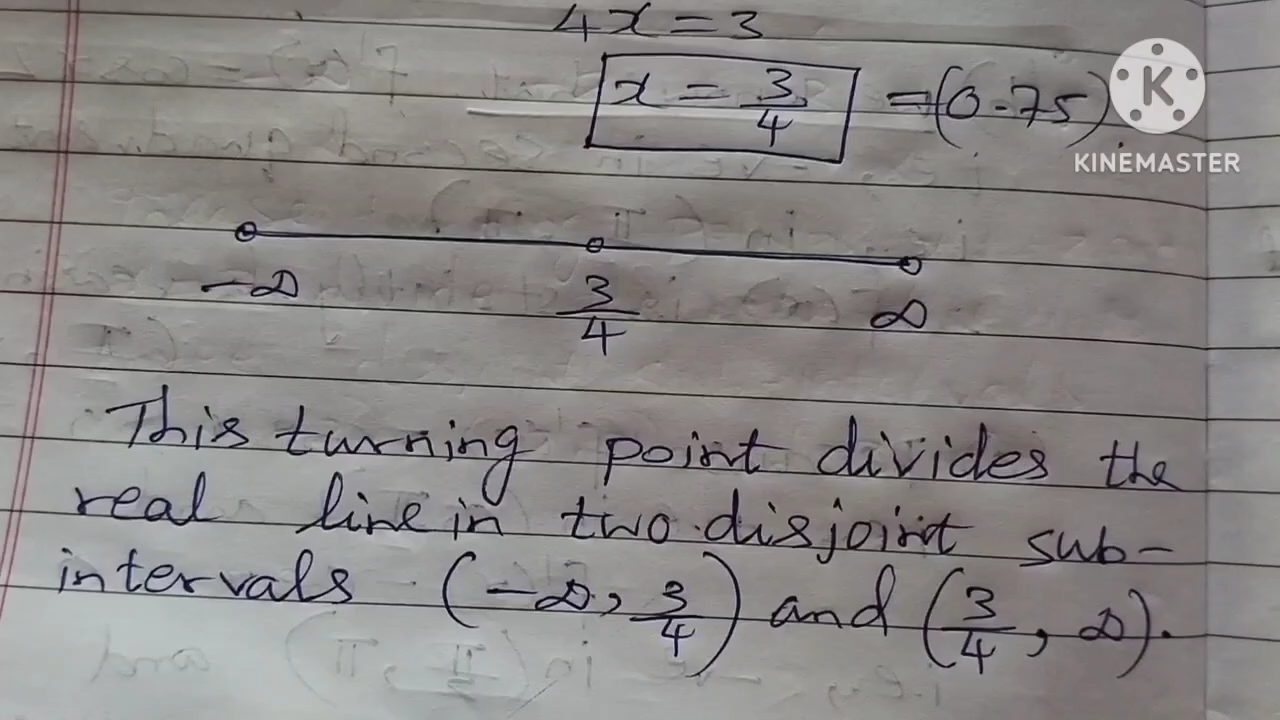 4x = 3
x = 3/4 = (0.75)
K
KINEMASTER
-∞ 3/4 ∞
This turning point divides the
real line in two disjoint sub-
intervals (-∞, 3/4) and (3/4, ∞).